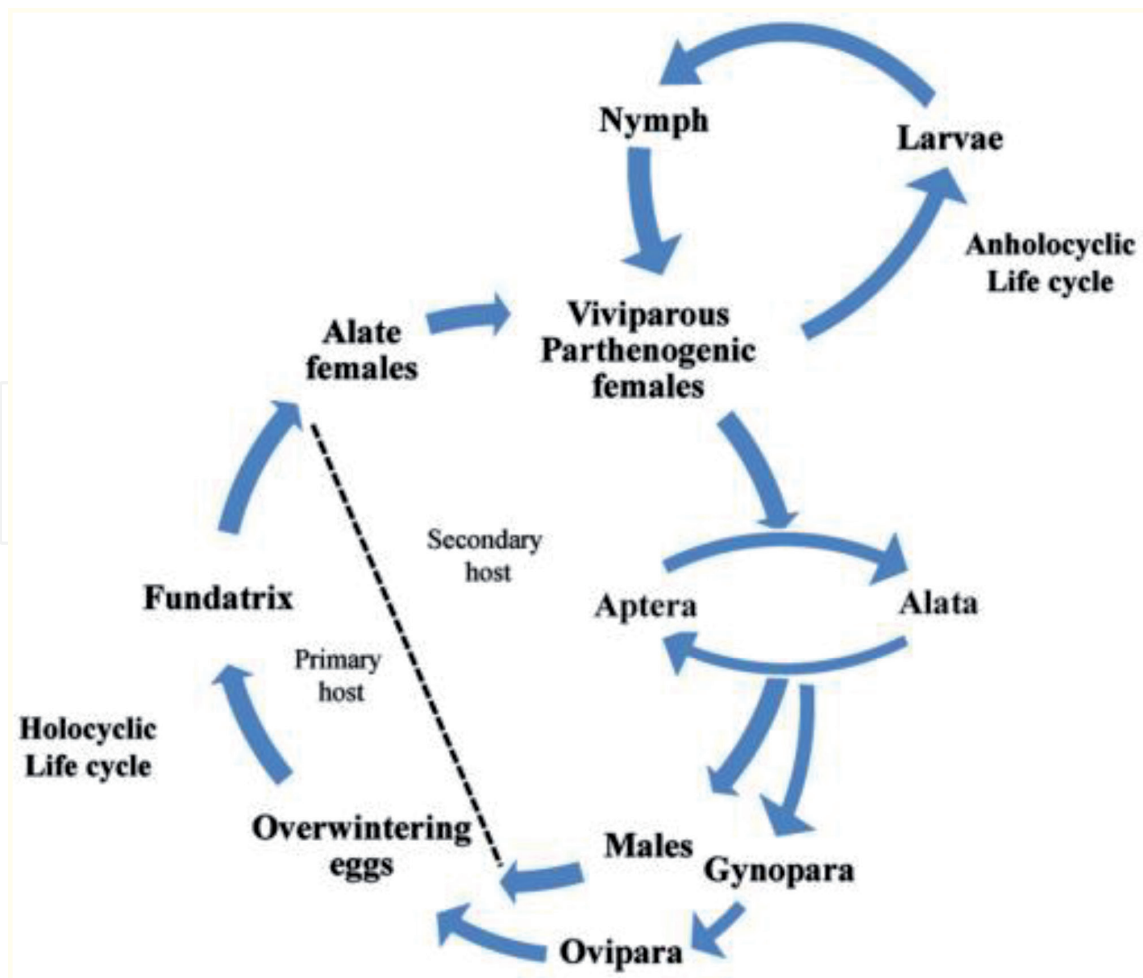 Nymph
Larvae
Anholocyclic
Life cycle
Viviparous
Parthenogenic
females
Alate
females
Secondary
host
Fundatrix
Aptera
Alata
Primary
host
Holocyclic
Life cycle
Overwintering
eggs
Males
Gynopara
Ovipara